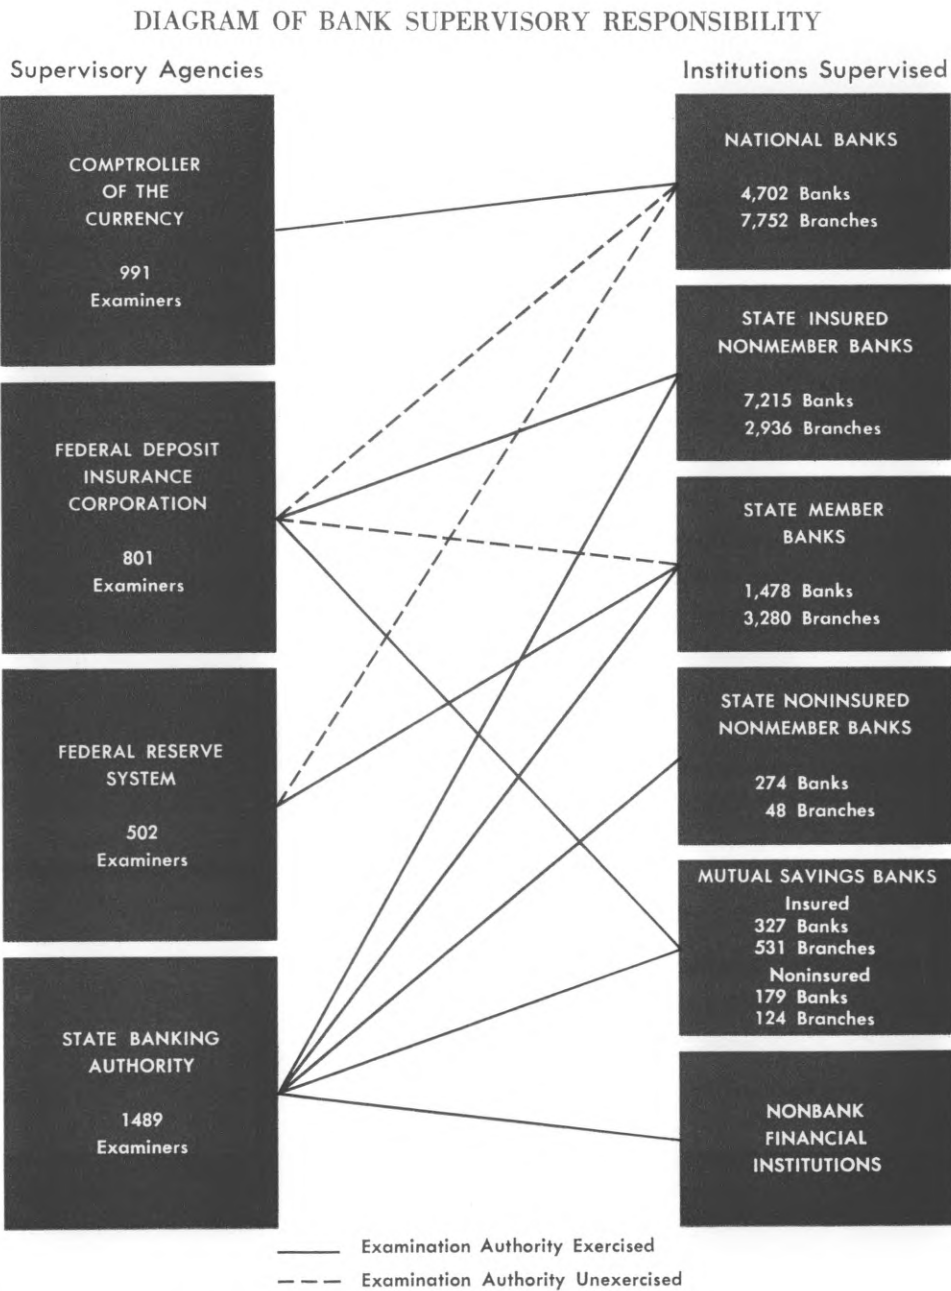 DIAGRAM OF BANK SUPERVISORY RESPONSIBILITY
Supervisory Agencies
COMPTROLLER
OF THE
CURRENCY
991
Examiners
FEDERAL DEPOSIT
INSURANCE
CORPORATION
801
Examiners
FEDERAL RESERVE
SYSTEM
502
Examiners
STATE BANKING
AUTHORITY
1489
Examiners
Institutions Supervised
NATIONAL BANKS
4,702 Banks
7,752 Branches
STATE INSURED
NONMEMBER BANKS
7,215 Banks
2,936 Branches
STATE MEMBER
BANKS
1,478 Banks
3,280 Branches
STATE NONINSURED
NONMEMBER BANKS
274 Banks
48 Branches
MUTUAL SAVINGS BANKS
Insured
327 Banks
531 Branches
Noninsured
179 Banks
124 Branches
NONBANK
FINANCIAL
INSTITUTIONS
Examination Authority Exercised
Examination Authority Unexercised